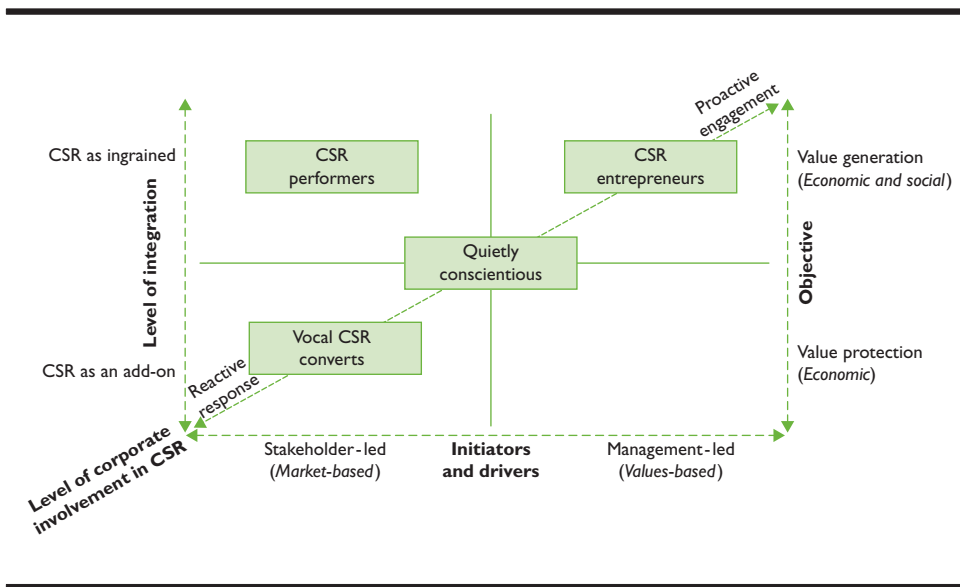 Proactive
engagement
CSR as ingrained
CSR
performers
CSR
entrepreneurs
Value generation
(Economic and social)
Level of integration
Quietly
conscientious
Objective
Vocal CSR
converts
CSR as an add-on
Reactive
response
Value protection
(Economic)
Level of corporate
involvement in CSR
Stakeholder-led
(Market-based)
Initiators
and drivers
Management-led
(Values-based)